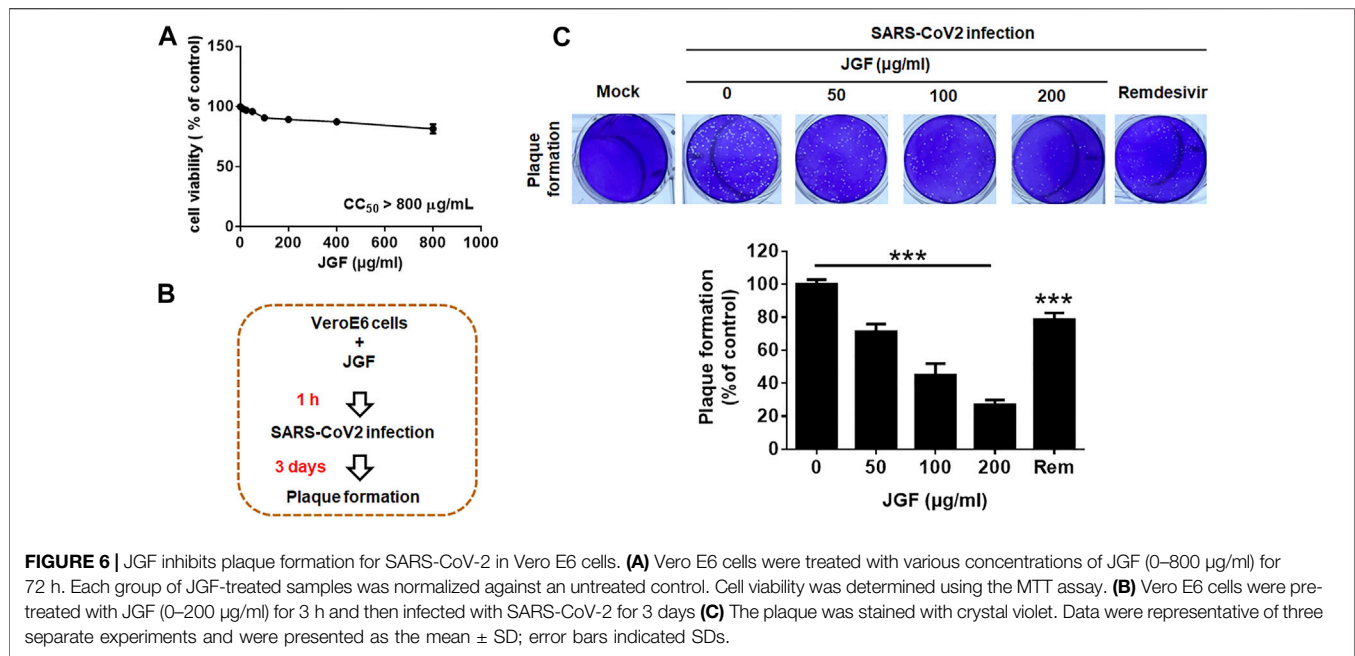 A
150
100
50
0
cell viability ( % of control)
CC50 > 800 µg/mL
0 200 400 600 800 1000
JGF (µg/ml)
B
VeroE6 cells
+
JGF
1 h
SARS-CoV2 infection
3 days
Plaque formation
C
SARS-CoV2 infection
JGF (µg/ml)
Mock 0 50 100 200 Remdesivir
Plaque
formation
120
100
80
60
40
20
0
Plaque formation
(% of control)
***
***
0 50 100 200 Rem
JGF (µg/ml)
FIGURE 6 | JGF inhibits plaque formation for SARS-CoV-2 in Vero E6 cells. (A) Vero E6 cells were treated with various concentrations of JGF (0–800 µg/ml) for
72 h. Each group of JGF-treated samples was normalized against an untreated control. Cell viability was determined using the MTT assay. (B) Vero E6 cells were pre-
treated with JGF (0–200 µg/ml) for 3 h and then infected with SARS-CoV-2 for 3 days (C) The plaque was stained with crystal violet. Data were representative of three
separate experiments and were presented as the mean ± SD; error bars indicated SDs.